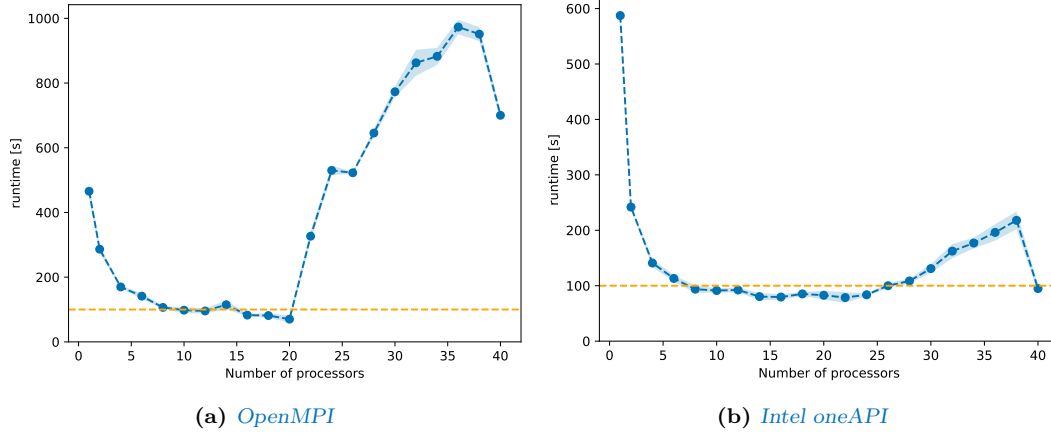 1000
800
600
400
200
0
runtime [s]
0 5 10 15 20 25 30 35 40
Number of processors
(a) OpenMPI
600
500
400
300
200
100
0
runtime [s]
0 5 10 15 20 25 30 35 40
Number of processors
(b) Intel oneAPI